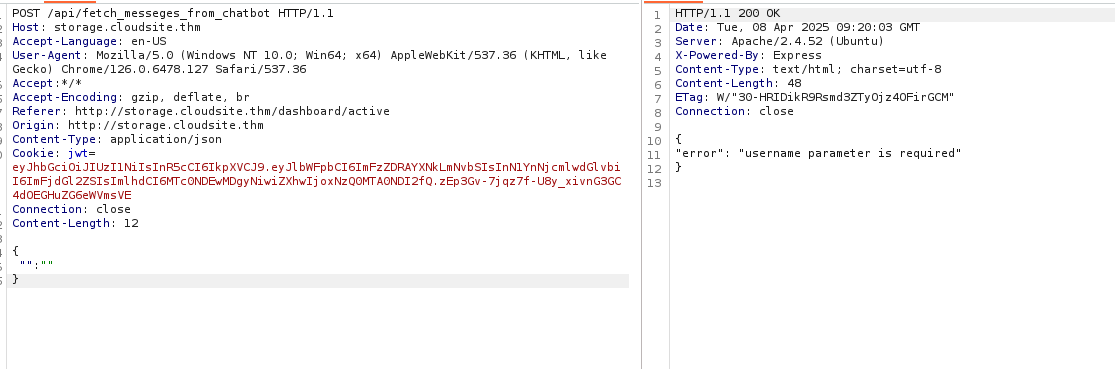 POST /api/fetch_messeges_from_chatbot HTTP/1.1
Host: storage.cloudsite.thm
Accept-Language: en-US
User-Agent: Mozilla/5.0 (Windows NT 10.0; Win64; x64) AppleWebKit/537.36 (KHTML, like
Gecko) Chrome/126.0.6478.127 Safari/537.36
Accept:*/*
Accept-Encoding: gzip, deflate, br
Referer: http://storage.cloudsite.thm/dashboard/active
Origin: http://storage.cloudsite.thm
Content-Type: application/json
Cookie: jwt=
eyJhbGciOiJIUzI1NiIsInR5cCI6IkpXVCJ9.eyJlbWFpbCI6ImFzZDRAYXNkLmNvbSIsInN1YnNjcmlwdGlvbi
I6ImFjdGl2ZSIsImlhdCI6MTc0NDEwMDgyNiwiZXhwIjoxNzQ0MTA0NDI2fQ.zEp3Gv-7jqz7f-U8y_xivnG3GC
4dOEGHuZG6eWVmsVE
Connection: close
Content-Length: 12
{
"":""
}
1 HTTP/1.1 200 OK
2 Date: Tue, 08 Apr 2025 09:20:03 GMT
3 Server: Apache/2.4.52 (Ubuntu)
4 X-Powered-By: Express
5 Content-Type: text/html; charset=utf-8
6 Content-Length: 48
7 ETag: W/"30-HRIDikR9Rsmd3ZTyOjz4OFirGCM"
8 Connection: close
9
10 {
11 "error": "username parameter is required"
12 }
13